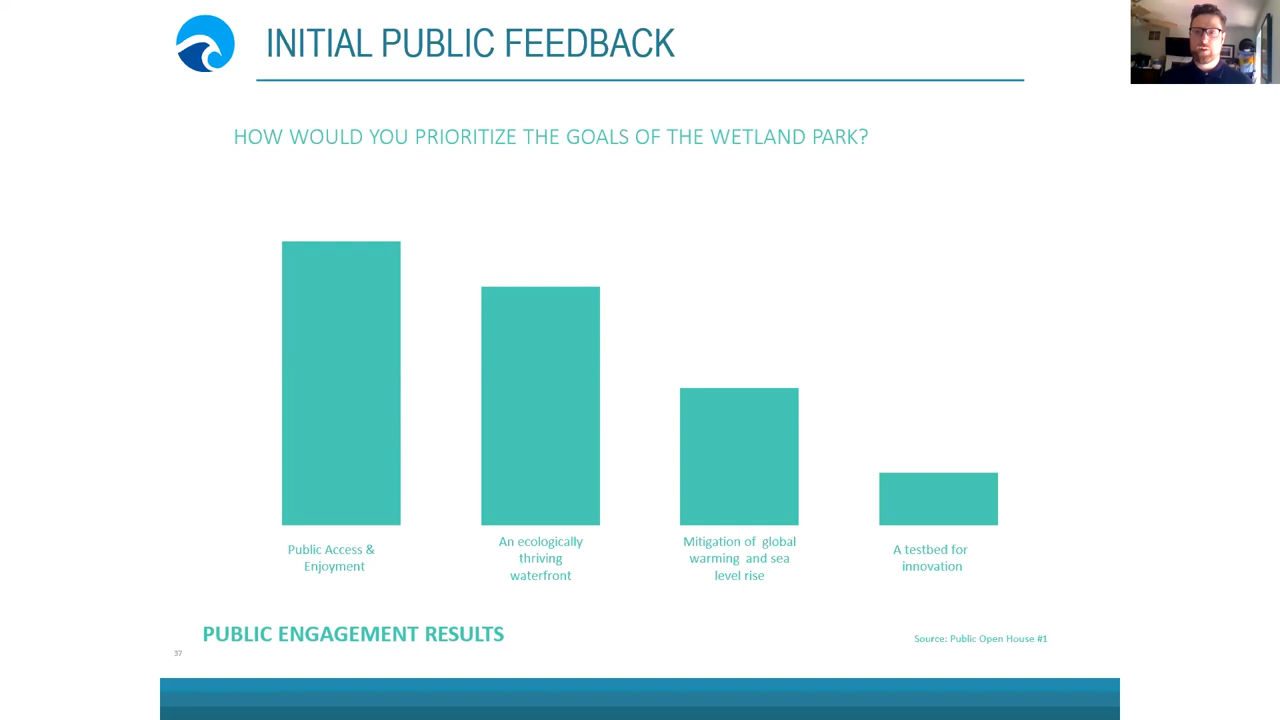 INITIAL PUBLIC FEEDBACK
HOW WOULD YOU PRIORITIZE THE GOALS OF THE WETLAND PARK?
Public Access &
Enjoyment
An ecologically
thriving
waterfront
Mitigation of global
warming and sea
level rise
A testbed for
innovation
PUBLIC ENGAGEMENT RESULTS
Source: Public Open House #1
37